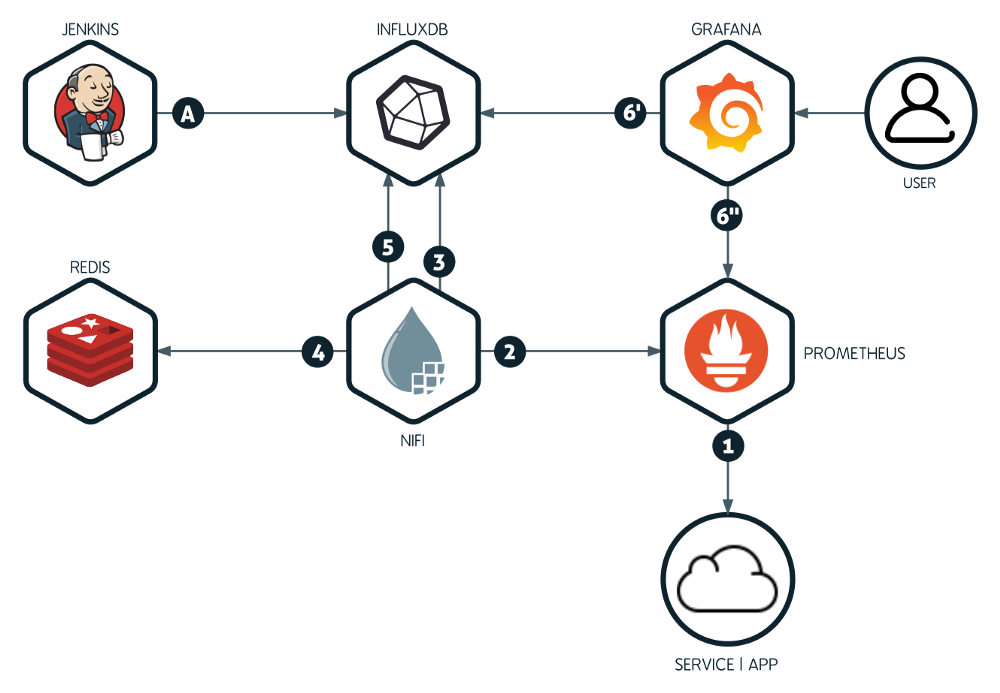 JENKINS
INFLUXDB
GRAFANA
A
6'
USER
6"
5
3
REDIS
4
2
PROMETHEUS
NIFI
1
SERVICE | APP